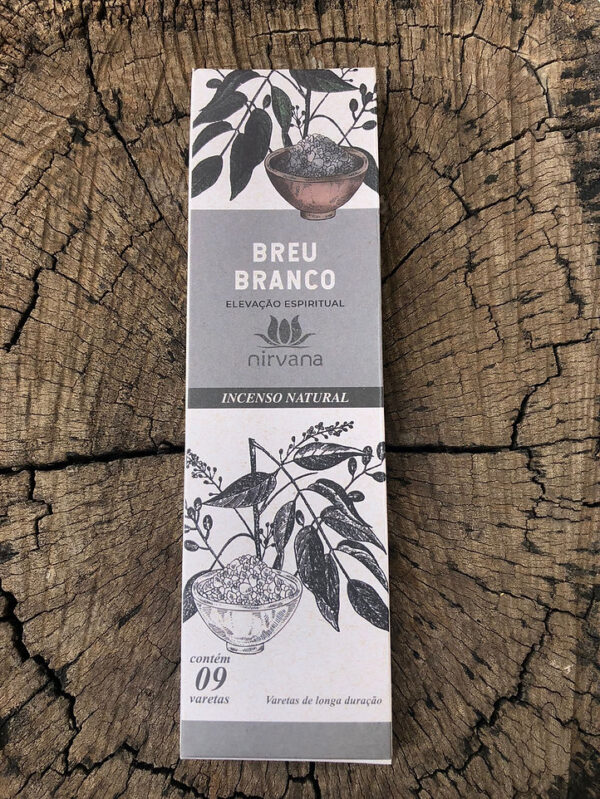 BREU
BRANCO
ELEVAÇÃO ESPIRITUAL
nirvana
INCENSO NATURAL
contém
09
varetas
Varetas de longa duração